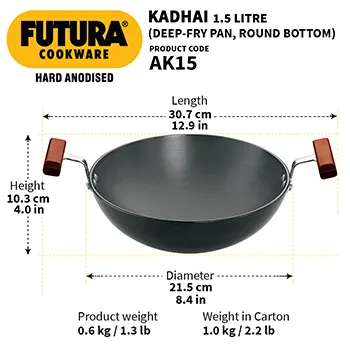 FUTURA®
COOKWARE
HARD ANODISED
KADHAI 1.5 LITRE
(DEEP-FRY PAN, ROUND BOTTOM)
PRODUCT CODE
AK15
Length
30.7 cm
12.9 in
Height
10.3 cm
4.0 in
Diameter
21.5 cm
8.4 in
Product weight
0.6 kg / 1.3 lb
Weight in Carton
1.0 kg / 2.2 lb